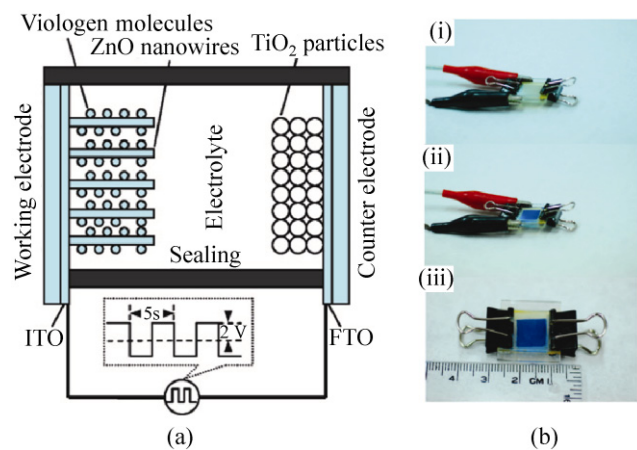 (a)
Viologen molecules
ZnO nanowires
TiO2 particles
Working electrode
Electrolyte
Counter electrode
Sealing
ITO
5s
2 V
FTO
(a)
(i)
(ii)
(iii)
4 3 2 CM 1
(b)